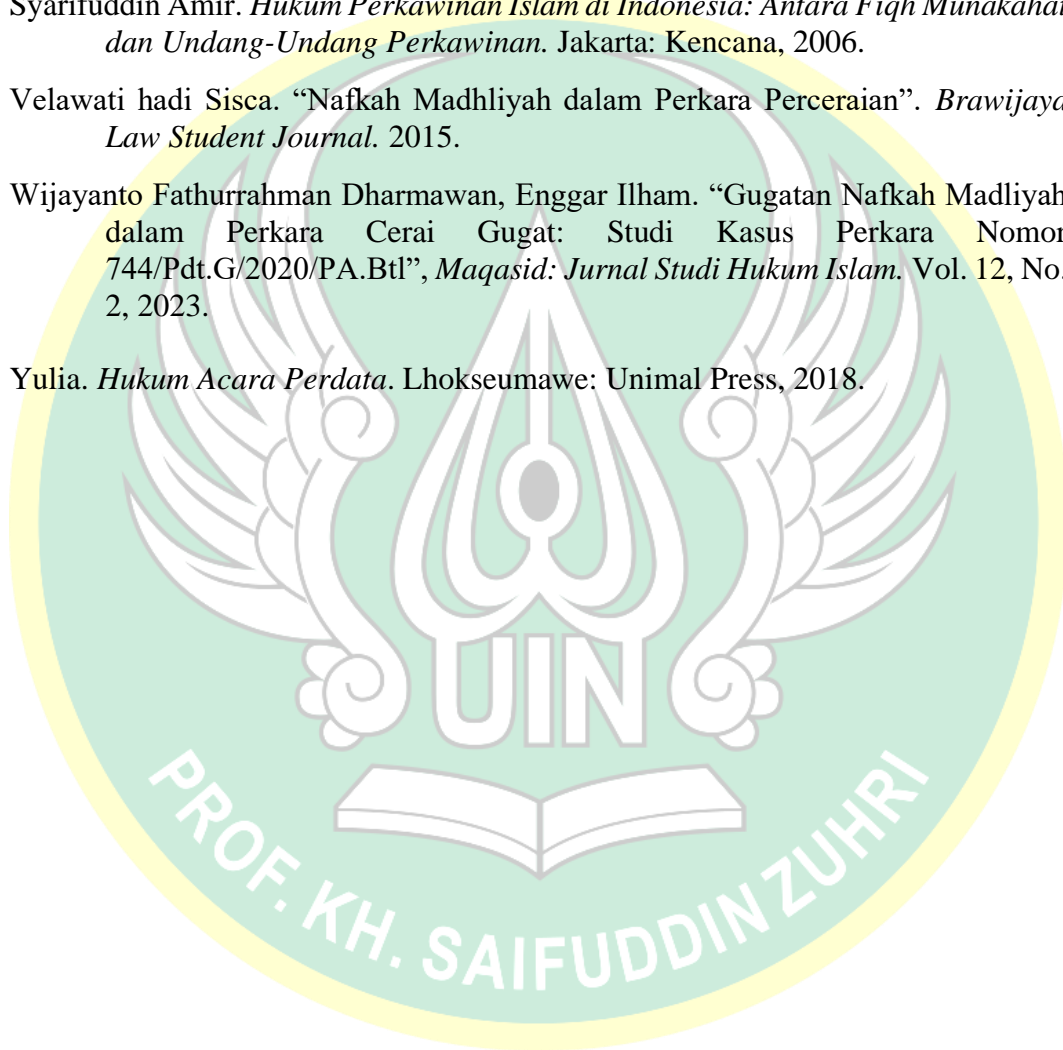 Syarifuddin Amir. Hukum Perkawinan Islam di Indonesia: Antara Fiqh Munakahat
dan Undang-Undang Perkawinan. Jakarta: Kencana, 2006.
Velawati hadi Sisca. “Nafkah Madhliyah dalam Perkara Perceraian”. Brawijaya
Law Student Journal. 2015.
Wijayanto Fathurrahman Dharmawan, Enggar Ilham. “Gugatan Nafkah Madliyah
dalam Perkara Cerai Gugat: Studi Kasus Perkara Nomor
744/Pdt.G/2020/PA.Btl”, Maqasid: Jurnal Studi Hukum Islam. Vol. 12, No.
2, 2023.
Yulia. Hukum Acara Perdata. Lhokseumawe: Unimal Press, 2018.
UIN
PROF. KH. SAIFUDDIN ZUHRI